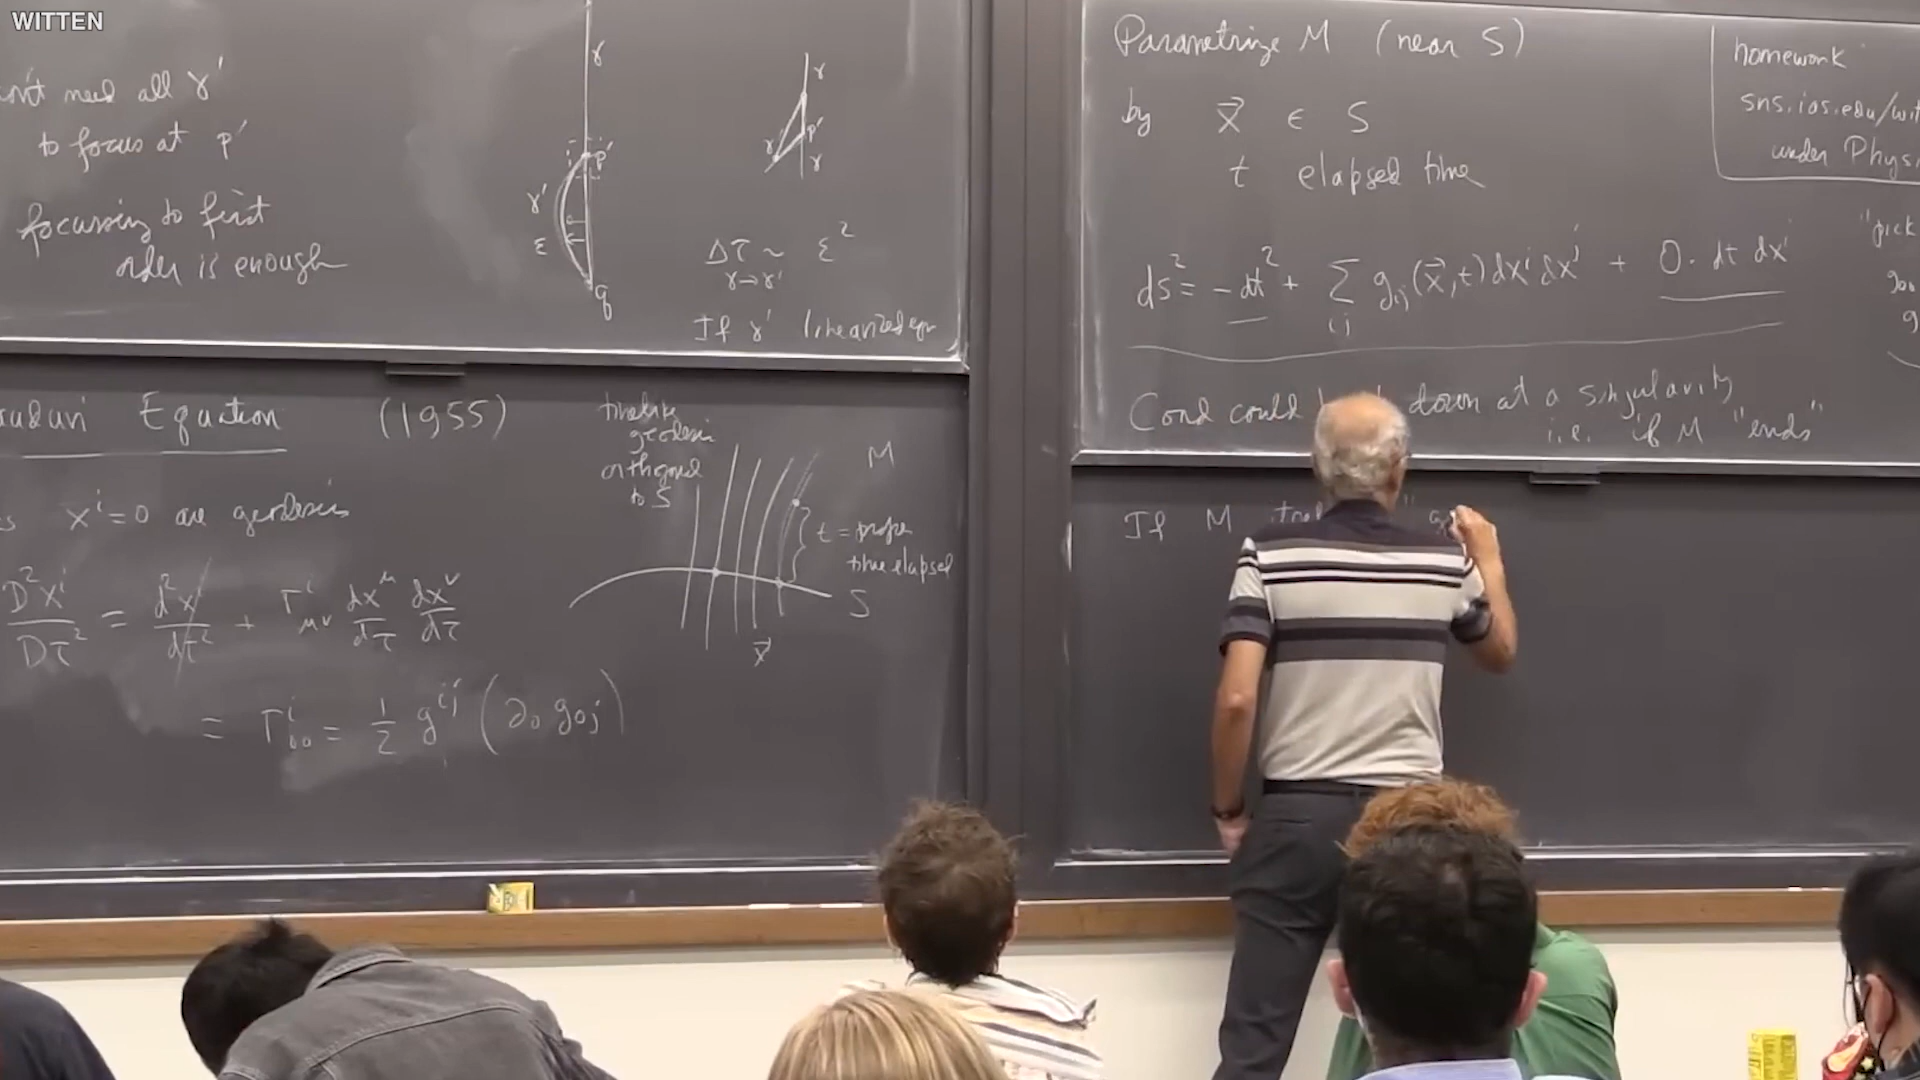 WITTEN
need all γ'
to focus at p'
focussing to first
order is enough
γ
p'
γ'
ε
q
γ
p'
γ
γ
Δτ ~ ε²
γ→γ'
If γ' linearized eqn
Equation (1955)
x^i=0 are geodesics
D²x^i/Dτ² = d²x^i/dτ² + Γ^i_μν dx^μ/dτ dx^ν/dτ
= Γ^i_00 = 1/2 g^ij (∂_0 g_0j)
timelike
geodesic
orthogonal
to S
M
t = proper
time elapsed
S
x⃗
Parametrize M (near S)
by x⃗ ∈ S
t elapsed time
ds² = - dt² + Σ_ij g_ij(x⃗,t) dx^i dx^j + 0· dt dx^i
Cond could down at a singularity
i.e. if M "ends"
If M
homework
sns.ias.edu/wit
under Phys
"pick